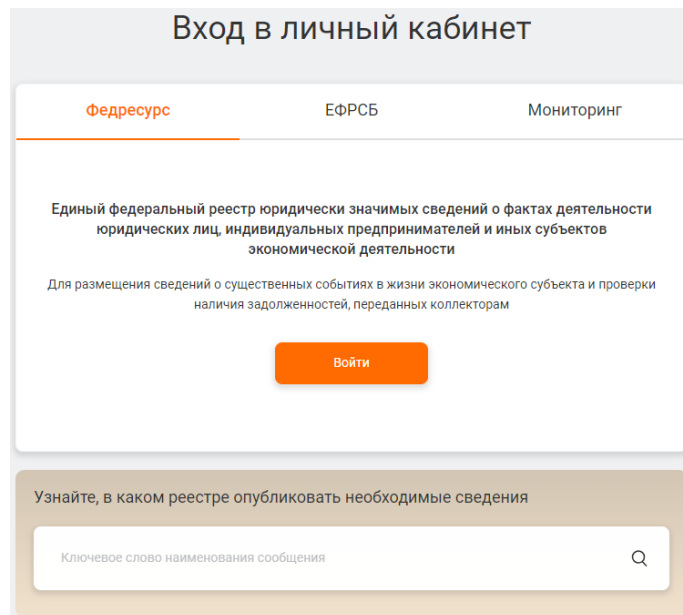 Вход в личный кабинет
Федресурс
ЕФРСБ
Мониторинг
Единый федеральный реестр юридически значимых сведений о фактах деятельности
юридических лиц, индивидуальных предпринимателей и иных субъектов
экономической деятельности
Для размещения сведений о существенных событиях в жизни экономического субъекта и проверки
наличия задолженностей, переданных коллекторам
Войти
Узнайте, в каком реестре опубликовать необходимые сведения
Ключевое слово наименования сообщения